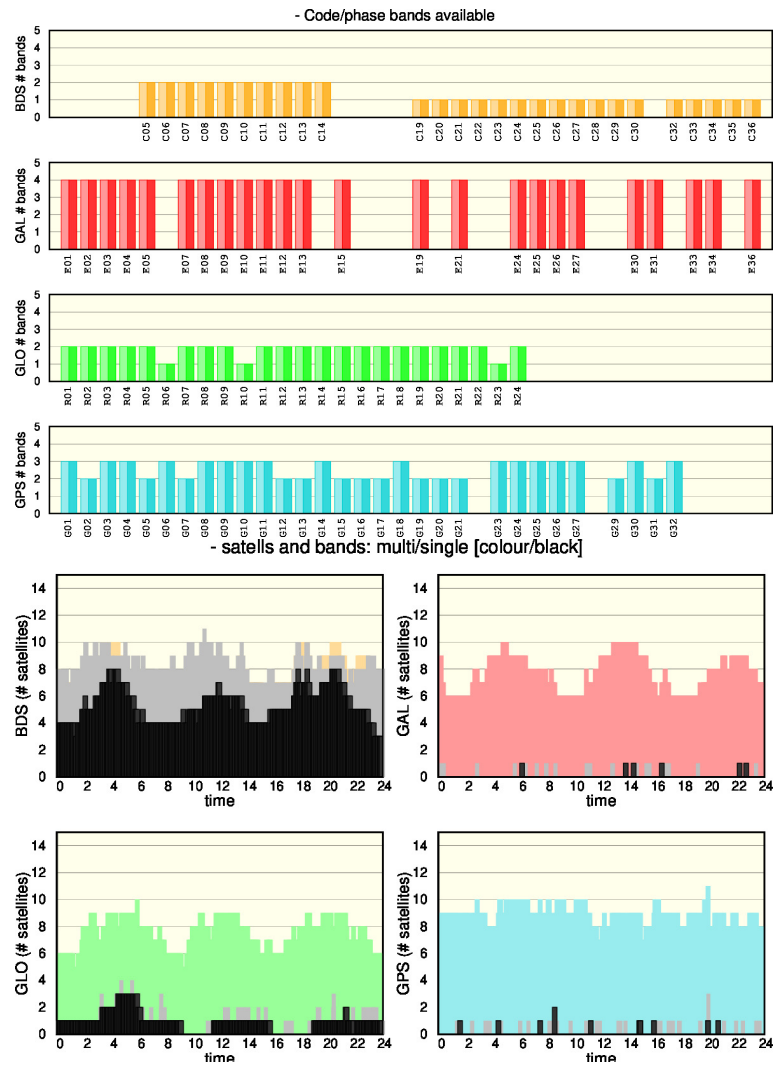 - Code/phase bands available
BDS # bands
5
4
3
2
1
0
C05 C06 C07 C08 C09 C10 C11 C12 C13 C14 C19 C20 C21 C22 C23 C24 C25 C26 C27 C28 C29 C30 C32 C33 C34 C35 C36
GAL # bands
5
4
3
2
1
0
E01 E02 E03 E04 E05 E07 E08 E09 E10 E11 E12 E13 E15 E19 E21 E24 E25 E26 E27 E30 E31 E33 E34 E36
GLO # bands
5
4
3
2
1
0
R01 R02 R03 R04 R05 R06 R07 R08 R09 R10 R11 R12 R13 R14 R15 R16 R17 R18 R19 R20 R21 R22 R23 R24
GPS # bands
5
4
3
2
1
0
G01 G02 G03 G04 G05 G06 G07 G08 G09 G10 G11 G12 G13 G14 G15 G16 G17 G18 G19 G20 G21 G23 G24 G25 G26 G27 G29 G30 G31 G32
- satells and bands: multi/single [colour/black]
BDS (# satellites)
14
12
10
8
6
4
2
0
0 2 4 6 8 10 12 14 16 18 20 22 24
time
GAL (# satellites)
14
12
10
8
6
4
2
0
0 2 4 6 8 10 12 14 16 18 20 22 24
time
GLO (# satellites)
14
12
10
8
6
4
2
0
0 2 4 6 8 10 12 14 16 18 20 22 24
time
GPS (# satellites)
14
12
10
8
6
4
2
0
0 2 4 6 8 10 12 14 16 18 20 22 24
time